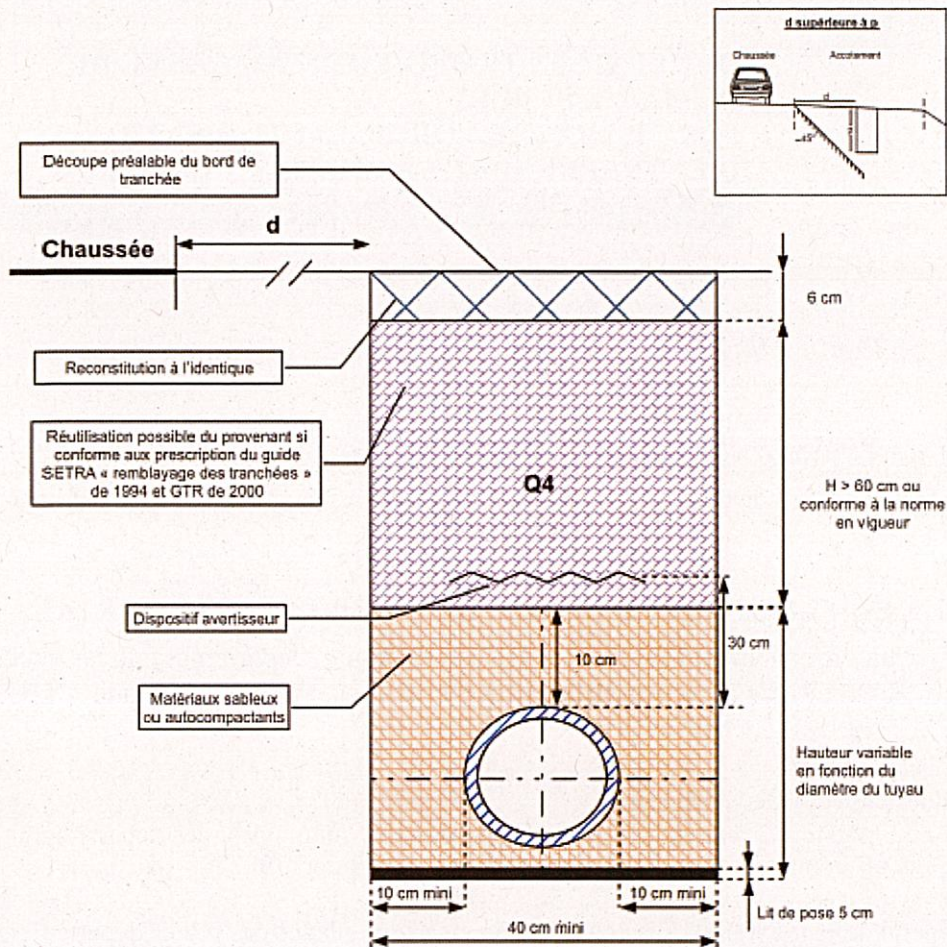 d supérieure à p
Chaussée
Accotement
d
45°
Découpe préalable du bord de
tranchée
d
Chaussée
6 cm
Reconstitution à l'identique
Réutilisation possible du provenant si
conforme aux prescription du guide
SETRA « remblayage des tranchées »
de 1994 et GTR de 2000
Q4
H > 60 cm ou
conforme à la norme
en vigueur
Dispositif avertisseur
30 cm
10 cm
Matériaux sableux
ou autocompactants
Hauteur variable
en fonction du
diamètre du tuyau
10 cm mini
10 cm mini
Lit de pose 5 cm
40 cm mini